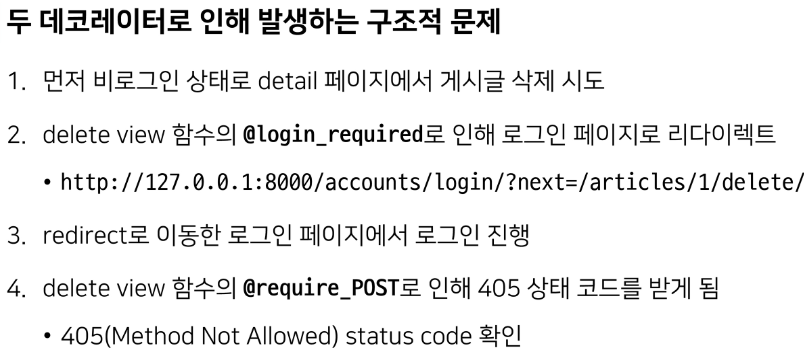 두 데코레이터로 인해 발생하는 구조적 문제
1. 먼저 비로그인 상태로 detail 페이지에서 게시글 삭제 시도
2. delete view 함수의 @login_required로 인해 로그인 페이지로 리다이렉트
• http://127.0.0.1:8000/accounts/login/?next=/articles/1/delete/
3. redirect로 이동한 로그인 페이지에서 로그인 진행
4. delete view 함수의 @require_POST로 인해 405 상태 코드를 받게 됨
• 405(Method Not Allowed) status code 확인